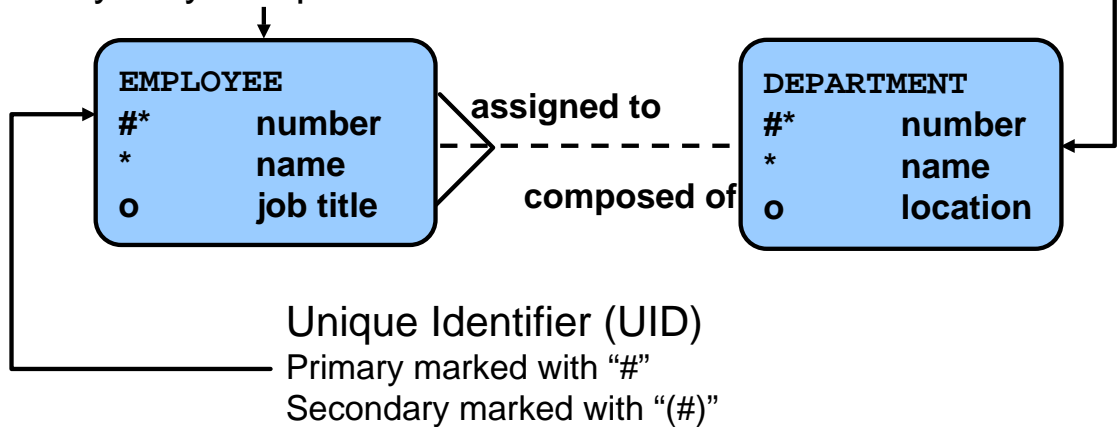 EMPLOYEE
#* number
* name
o job title
assigned to
composed of
DEPARTMENT
#* number
* name
o location
Unique Identifier (UID)
Primary marked with “#”
Secondary marked with “(#)”